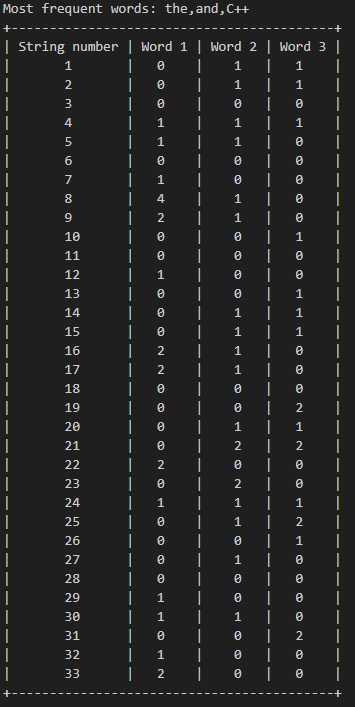 Most frequent words: the,and,C++
+------------------------------------------+
| String number | Word 1 | Word 2 | Word 3 |
| 1 | 0 | 1 | 1 |
| 2 | 0 | 1 | 1 |
| 3 | 0 | 0 | 0 |
| 4 | 1 | 1 | 1 |
| 5 | 1 | 1 | 0 |
| 6 | 0 | 0 | 0 |
| 7 | 1 | 0 | 0 |
| 8 | 4 | 1 | 0 |
| 9 | 2 | 1 | 0 |
| 10 | 0 | 0 | 1 |
| 11 | 0 | 0 | 0 |
| 12 | 1 | 0 | 0 |
| 13 | 0 | 0 | 1 |
| 14 | 0 | 1 | 1 |
| 15 | 0 | 1 | 1 |
| 16 | 2 | 1 | 0 |
| 17 | 2 | 1 | 0 |
| 18 | 0 | 0 | 0 |
| 19 | 0 | 0 | 2 |
| 20 | 0 | 1 | 1 |
| 21 | 0 | 2 | 2 |
| 22 | 2 | 0 | 0 |
| 23 | 0 | 2 | 0 |
| 24 | 1 | 1 | 1 |
| 25 | 0 | 1 | 2 |
| 26 | 0 | 0 | 1 |
| 27 | 0 | 1 | 0 |
| 28 | 0 | 0 | 0 |
| 29 | 1 | 0 | 0 |
| 30 | 1 | 1 | 0 |
| 31 | 0 | 0 | 2 |
| 32 | 1 | 0 | 0 |
| 33 | 2 | 0 | 0 |
+------------------------------------------+